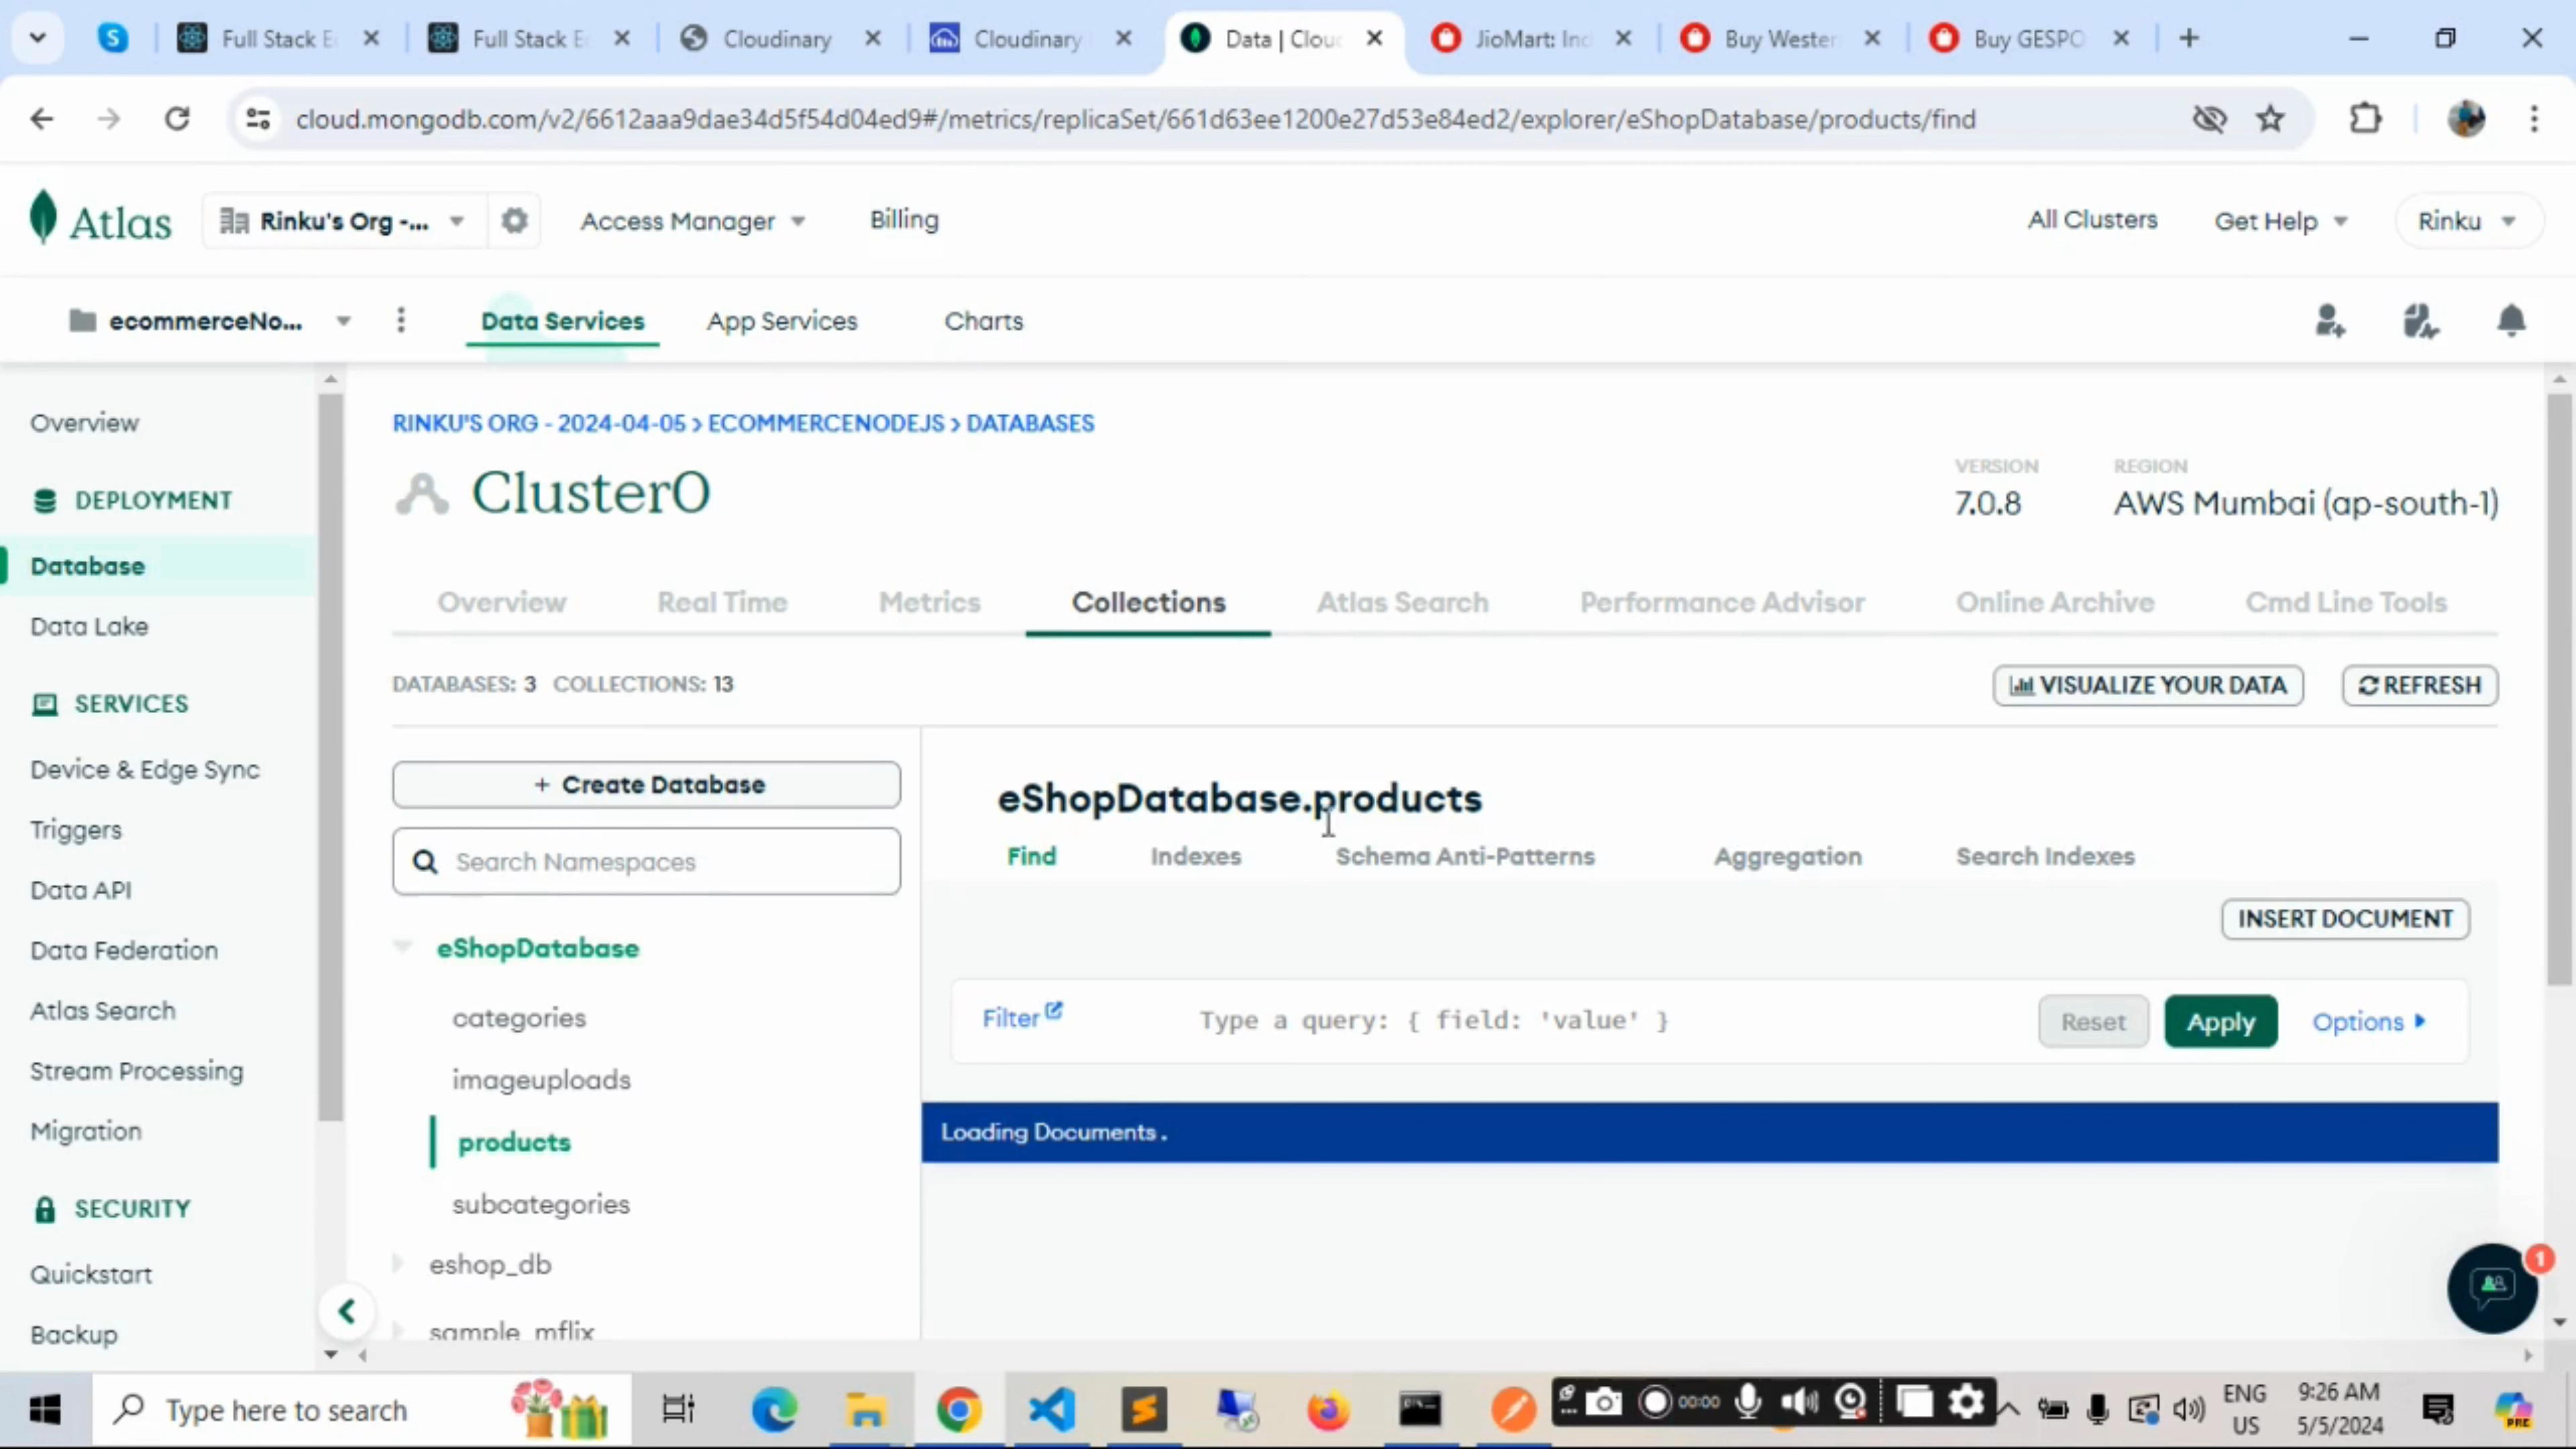 Full Stack E
Full Stack E
Cloudinary
Cloudinary
Data | Clou
JioMart: Ind
Buy Wester
Buy GESPO
cloud.mongodb.com/v2/6612aaa9dae34d5f54d04ed9#/metrics/replicaSet/661d63ee1200e27d53e84ed2/explorer/eShopDatabase/products/find
Atlas
Rinku's Org -...
Access Manager
Billing
All Clusters
Get Help
Rinku
ecommerceNo...
Data Services
App Services
Charts
Overview
DEPLOYMENT
Database
Data Lake
SERVICES
Device & Edge Sync
Triggers
Data API
Data Federation
Atlas Search
Stream Processing
Migration
SECURITY
Quickstart
Backup
RINKU'S ORG - 2024-04-05 > ECOMMERCENODEJS > DATABASES
Cluster0
VERSION
7.0.8
REGION
AWS Mumbai (ap-south-1)
Overview
Real Time
Metrics
Collections
Atlas Search
Performance Advisor
Online Archive
Cmd Line Tools
DATABASES: 3 COLLECTIONS: 13
VISUALIZE YOUR DATA
REFRESH
+ Create Database
Search Namespaces
eShopDatabase
categories
imageuploads
products
subcategories
eshop_db
sample_mflix
eShopDatabase.products
Find
Indexes
Schema Anti-Patterns
Aggregation
Search Indexes
INSERT DOCUMENT
Filter
Type a query: { field: 'value' }
Reset
Apply
Options
Loading Documents .
1
Type here to search
00:00
ENG
US
9:26 AM
5/5/2024
PRE